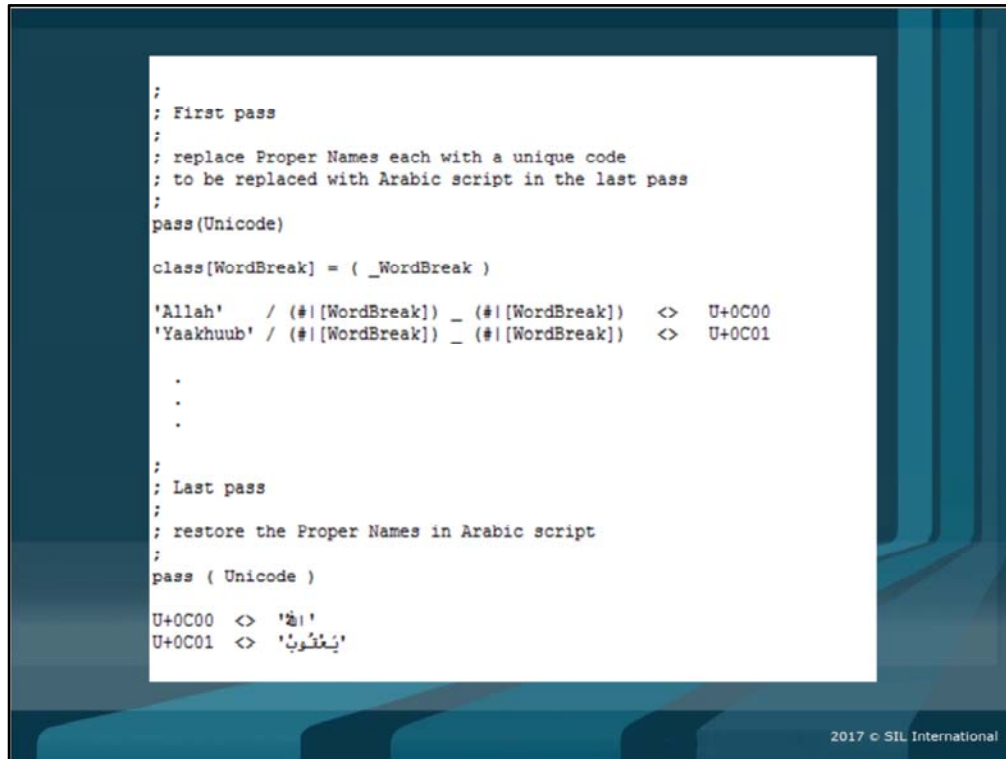 ;
; First pass
;
; replace Proper Names each with a unique code
; to be replaced with Arabic script in the last pass
;
pass(Unicode)
class[WordBreak] = ( _WordBreak )
'Allah' / (#|[WordBreak]) _ (#|[WordBreak]) <> U+0C00
'Yaakhuub' / (#|[WordBreak]) _ (#|[WordBreak]) <> U+0C01
.
.
.
;
; Last pass
;
; restore the Proper Names in Arabic script
;
pass ( Unicode )
U+0C00 <> 'الله'
U+0C01 <>
2017 © SIL International